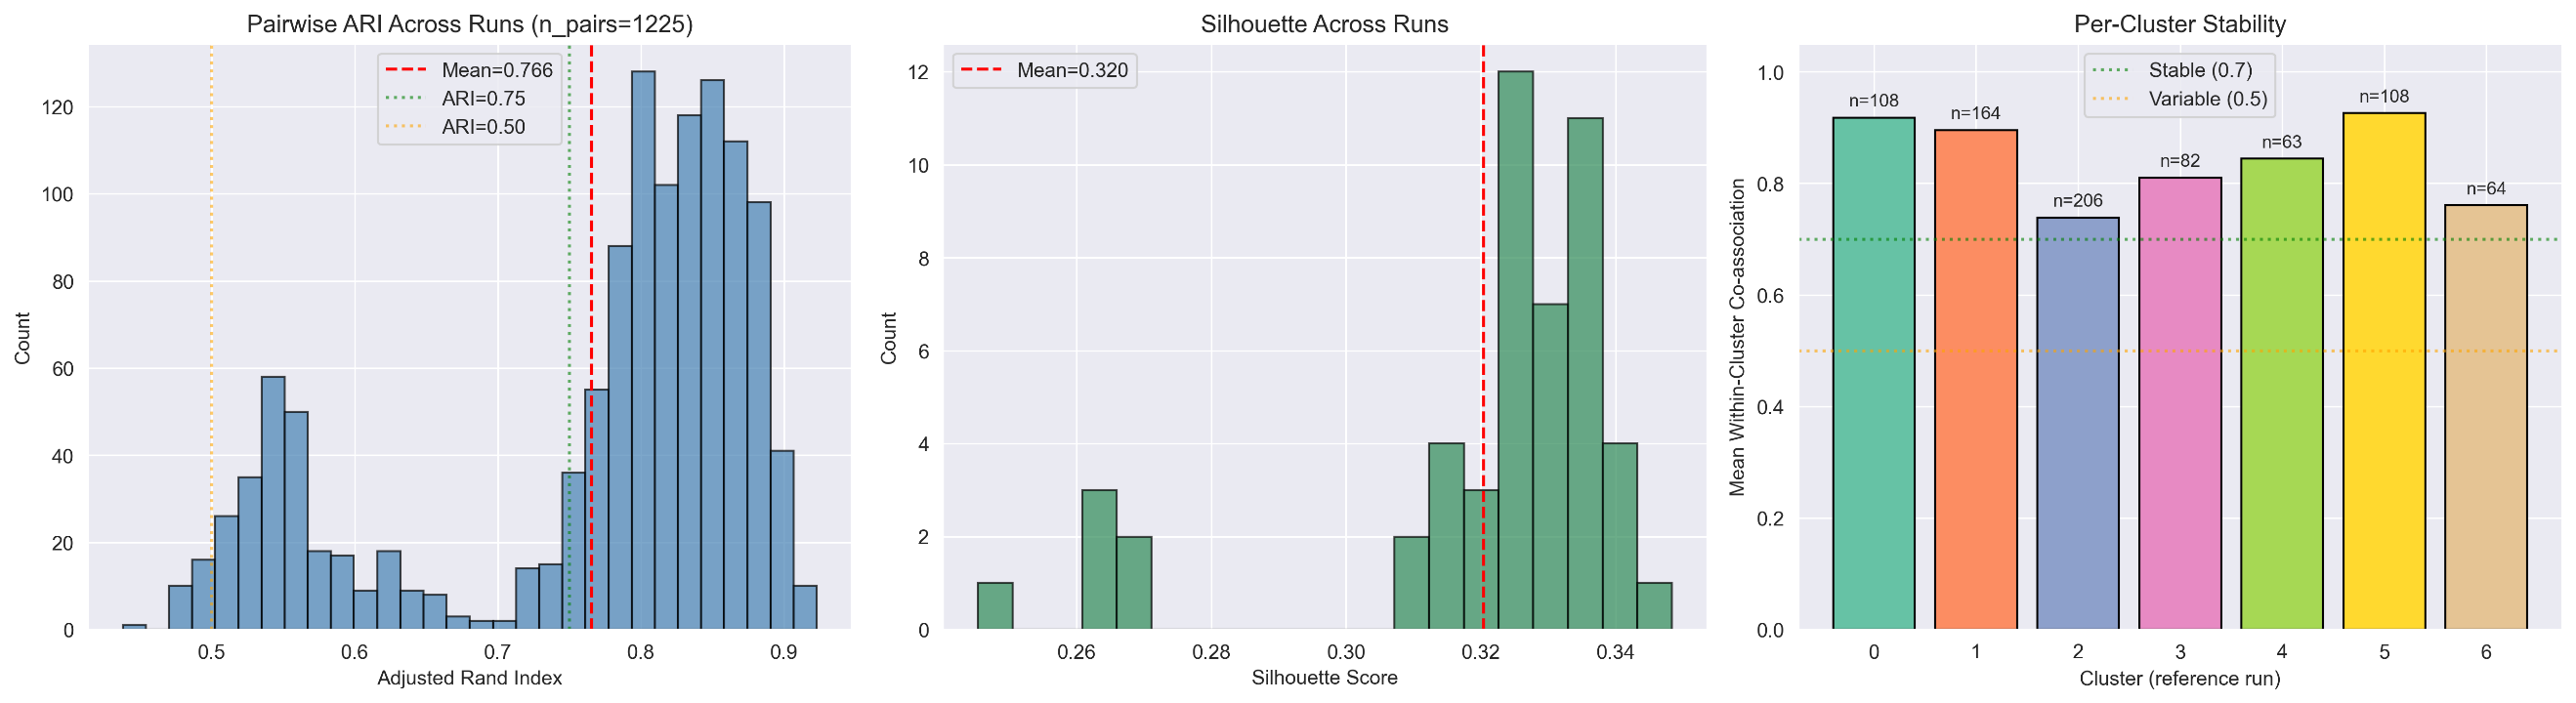 Pairwise ARI Across Runs (n_pairs=1225)
Mean=0.766
ARI=0.75
ARI=0.50
Count
120
100
80
60
40
20
0
0.5 0.6 0.7 0.8 0.9
Adjusted Rand Index
Silhouette Across Runs
Mean=0.320
Count
12
10
8
6
4
2
0
0.26 0.28 0.30 0.32 0.34
Silhouette Score
Per-Cluster Stability
Stable (0.7)
Variable (0.5)
n=108 n=164 n=206 n=82 n=63 n=108 n=64
Mean Within-Cluster Co-association
1.0
0.8
0.6
0.4
0.2
0.0
0 1 2 3 4 5 6
Cluster (reference run)